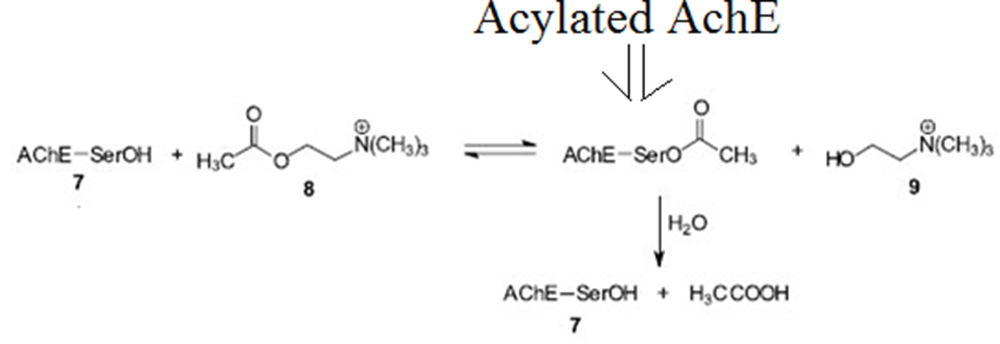 Acylated AchE
AChE–SerOH + H₃C O O N⊕(CH₃)₃ AChE–SerO O CH₃ + HO N⊕(CH₃)₃
7 8 9
H₂O
AChE–SerOH + H₃CCOOH
7